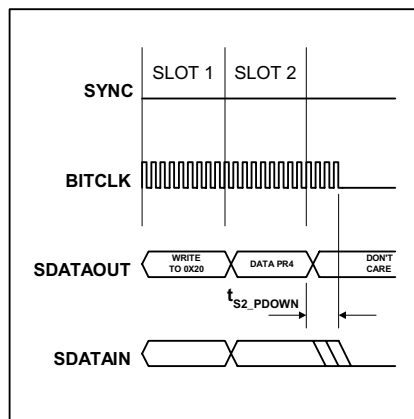 SLOT 1 SLOT 2
SYNC
BITCLK
SDATAOUT
WRITE
TO 0X20
DATA PR4
DON'T
CARE
tS2_PDOWN
SDATAIN